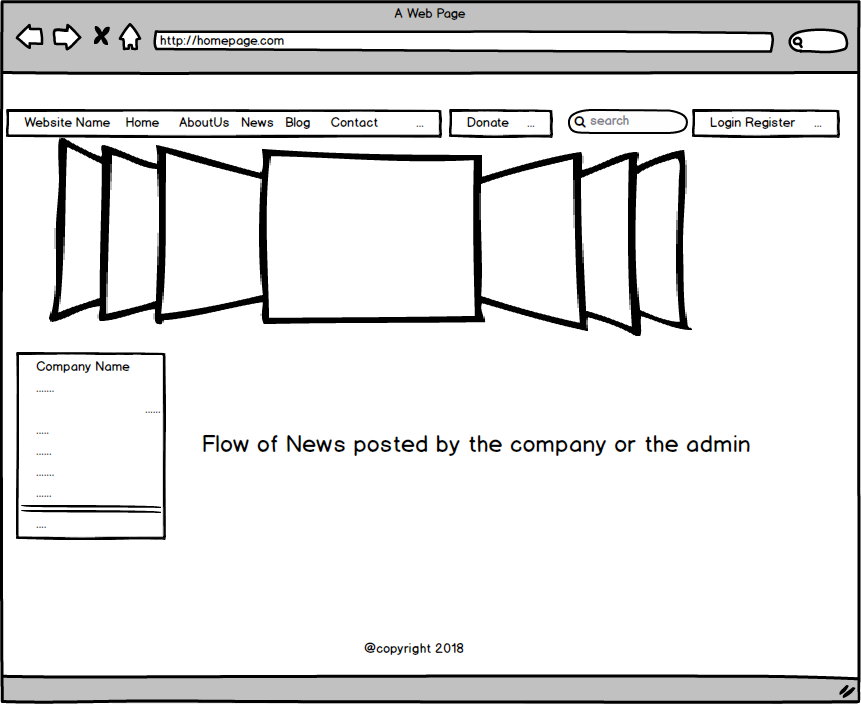 A Web Page
http://homepage.com
Website Name Home AboutUs News Blog Contact ... Donate ... search Login Register ...
Company Name
.......
......
.....
......
.......
......
....
Flow of News posted by the company or the admin
@copyright 2018